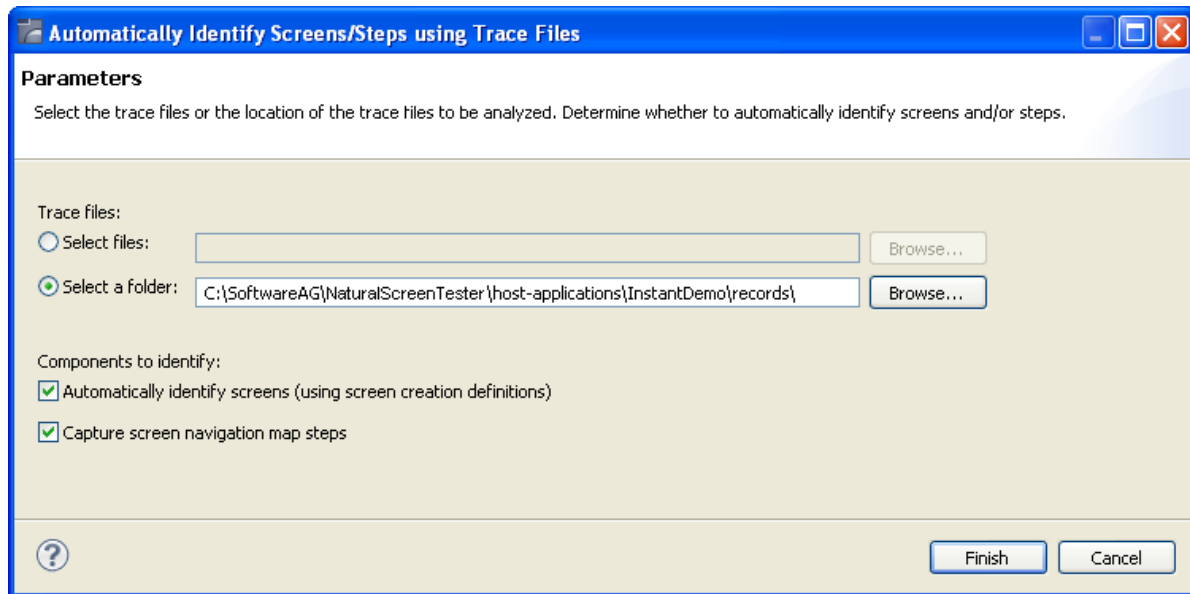 Automatically Identify Screens/Steps using Trace Files
Parameters
Select the trace files or the location of the trace files to be analyzed. Determine whether to automatically identify screens and/or steps.
Trace files:
Select files:
Browse...
Select a folder:
C:\SoftwareAG\NaturalScreenTester\host-applications\InstantDemo\records\
Browse...
Components to identify:
Automatically identify screens (using screen creation definitions)
Capture screen navigation map steps
?
Finish
Cancel